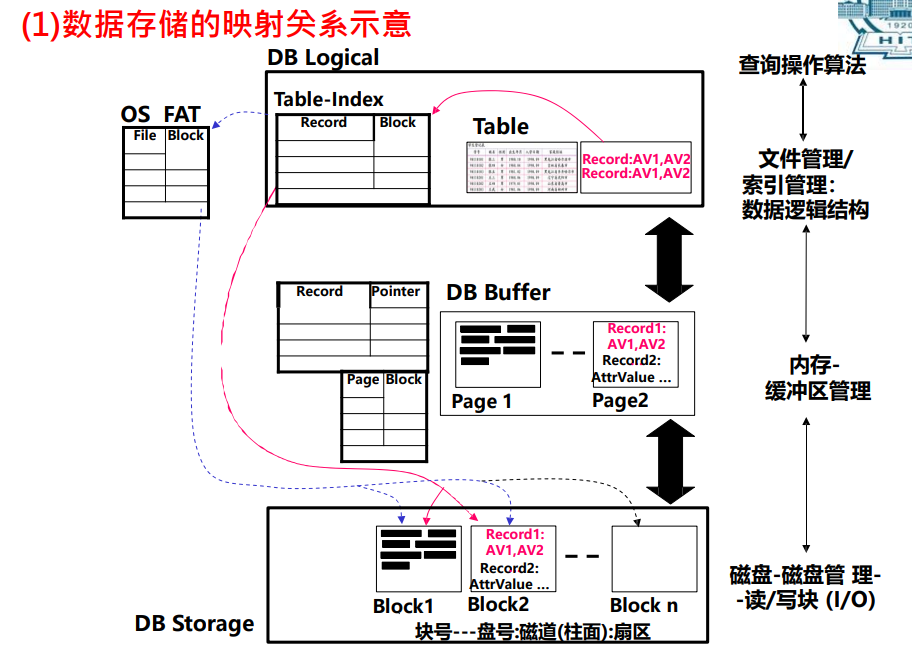 (1)数据存储的映射关系示意
1920
HIT
DB Logical
查询操作算法
Table-Index
OS FAT
Record Block
File Block
Table
Record:AV1,AV2
Record:AV1,AV2
文件管理/
索引管理：
数据逻辑结构
Record Pointer
DB Buffer
Record1:
AV1,AV2
Record2:
AttrValue ...
Page 1
Page2
Page Block
内存-
缓冲区管理
Record1:
AV1,AV2
Record2:
AttrValue ...
Block1
Block2
Block n
磁盘-磁盘管 理-
-读/写块 (I/O)
DB Storage
块号---盘号:磁道(柱面):扇区